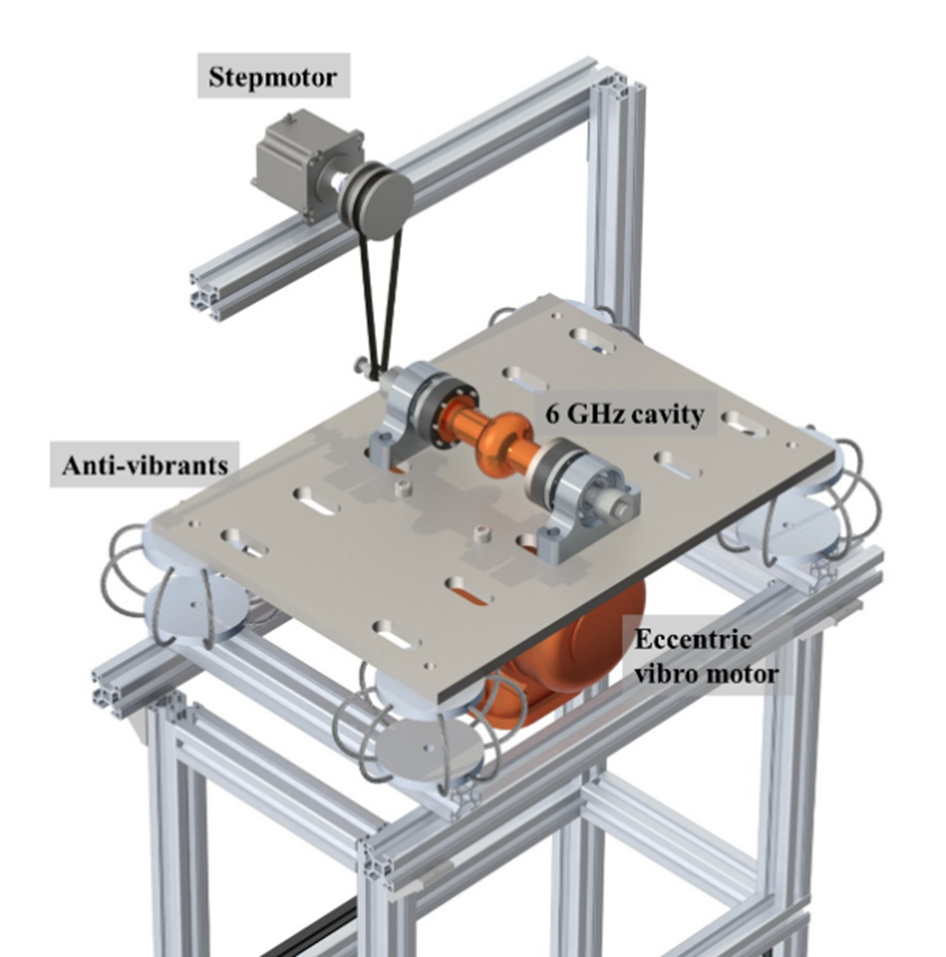 Stepmotor
6 GHz cavity
Anti-vibrants
Eccentric
vibro motor